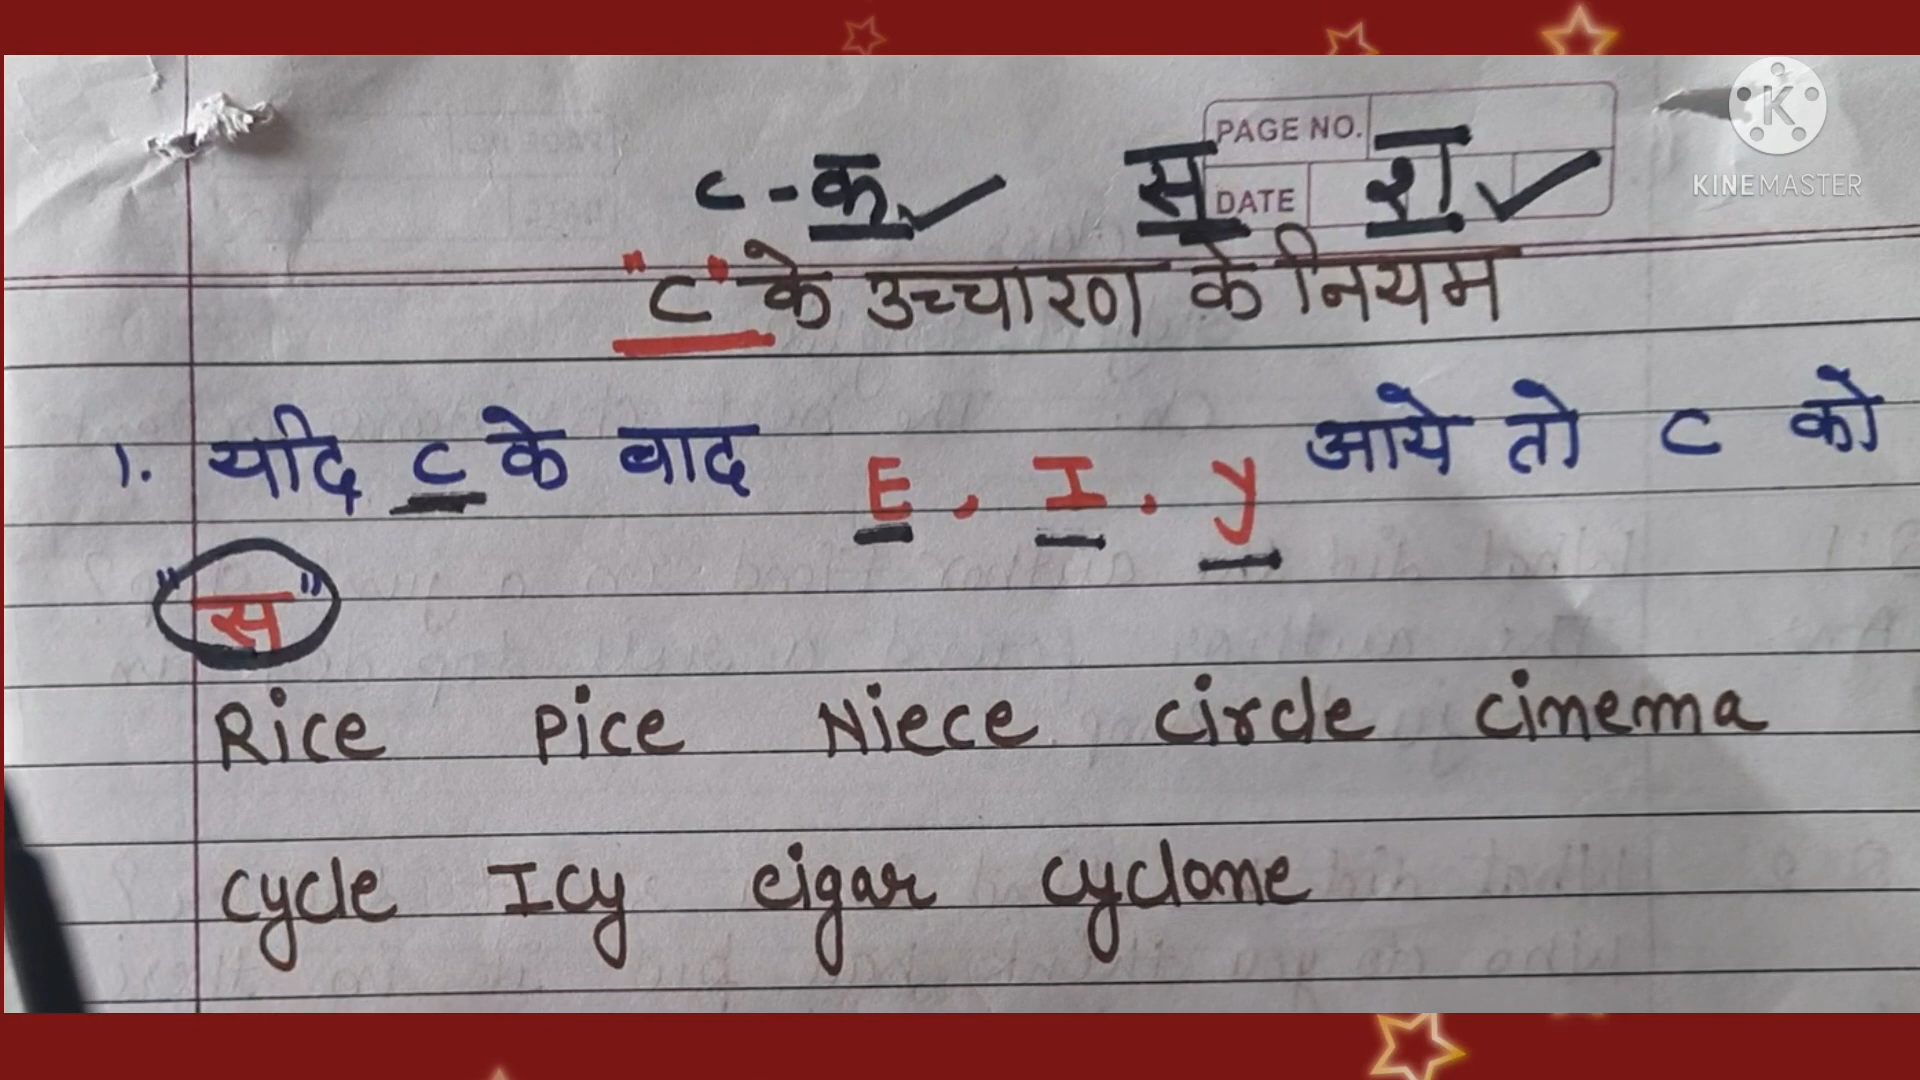 PAGE NO.
C - क स श
DATE
"C" के उच्चारण के नियम
1. यदि C के बाद E, I, Y आये तो C को
"स"
Rice Pice Niece circle cinema
cycle Icy cigar cyclone
KINEMASTER